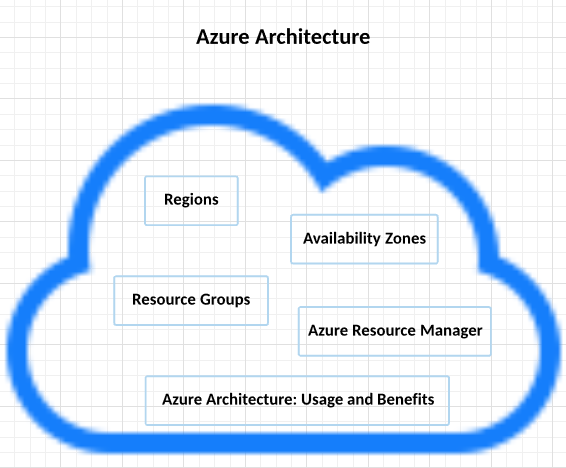 Azure Architecture
Regions
Availability Zones
Resource Groups
Azure Resource Manager
Azure Architecture: Usage and Benefits